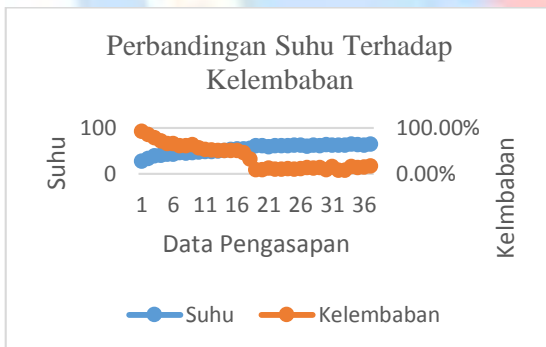 Perbandingan Suhu Terhadap
Kelembaban
100
0
Suhu
100.00%
0.00%
Kelmbaban
1 6 11 16 21 26 31 36
Data Pengasapan
Suhu Kelembaban